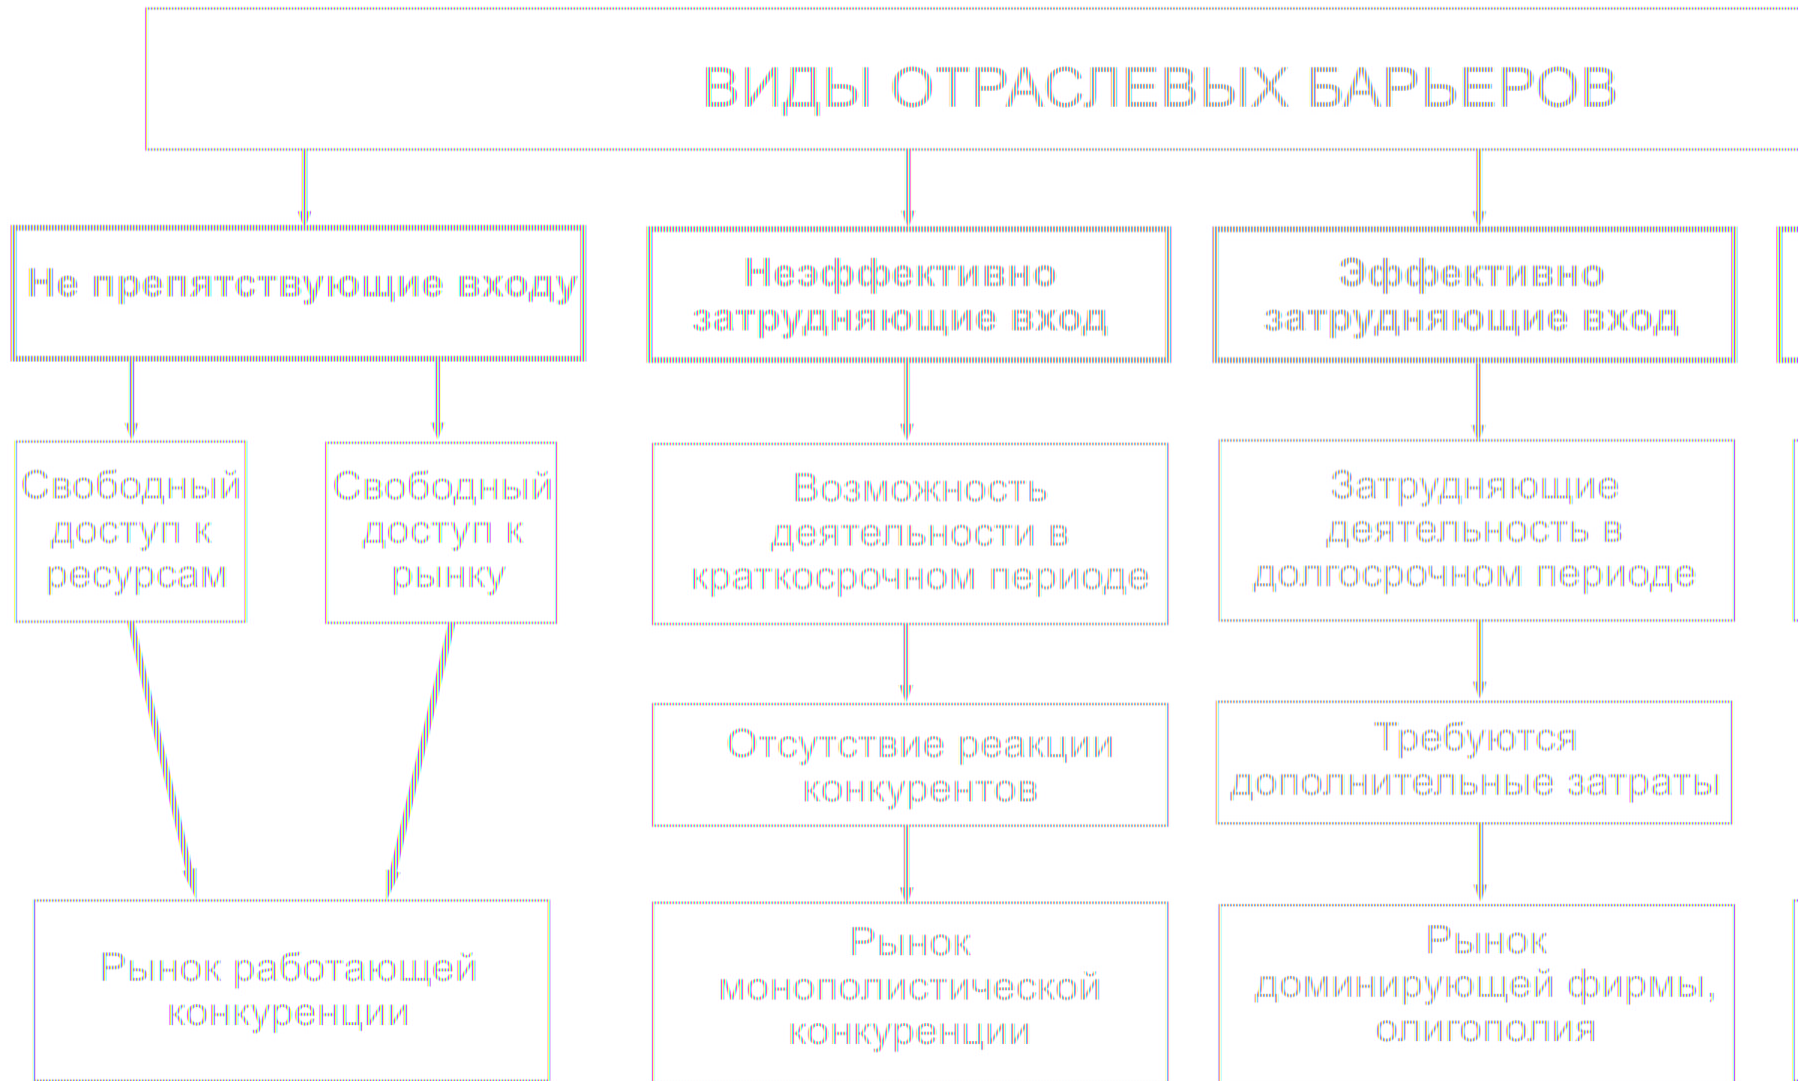 ВИДЫ ОТРАСЛЕВЫХ БАРЬЕРОВ
Не препятствующие входу
Неэффективно
затрудняющие вход
Эффективно
затрудняющие вход
Свободный
доступ к
ресурсам
Свободный
доступ к
рынку
Возможность
деятельности в
краткосрочном периоде
Затрудняющие
деятельность в
долгосрочном периоде
Отсутствие реакции
конкурентов
Требуются
дополнительные затраты
Рынок работающей
конкуренции
Рынок
монополистической
конкуренции
Рынок
доминирующей фирмы,
олигополия